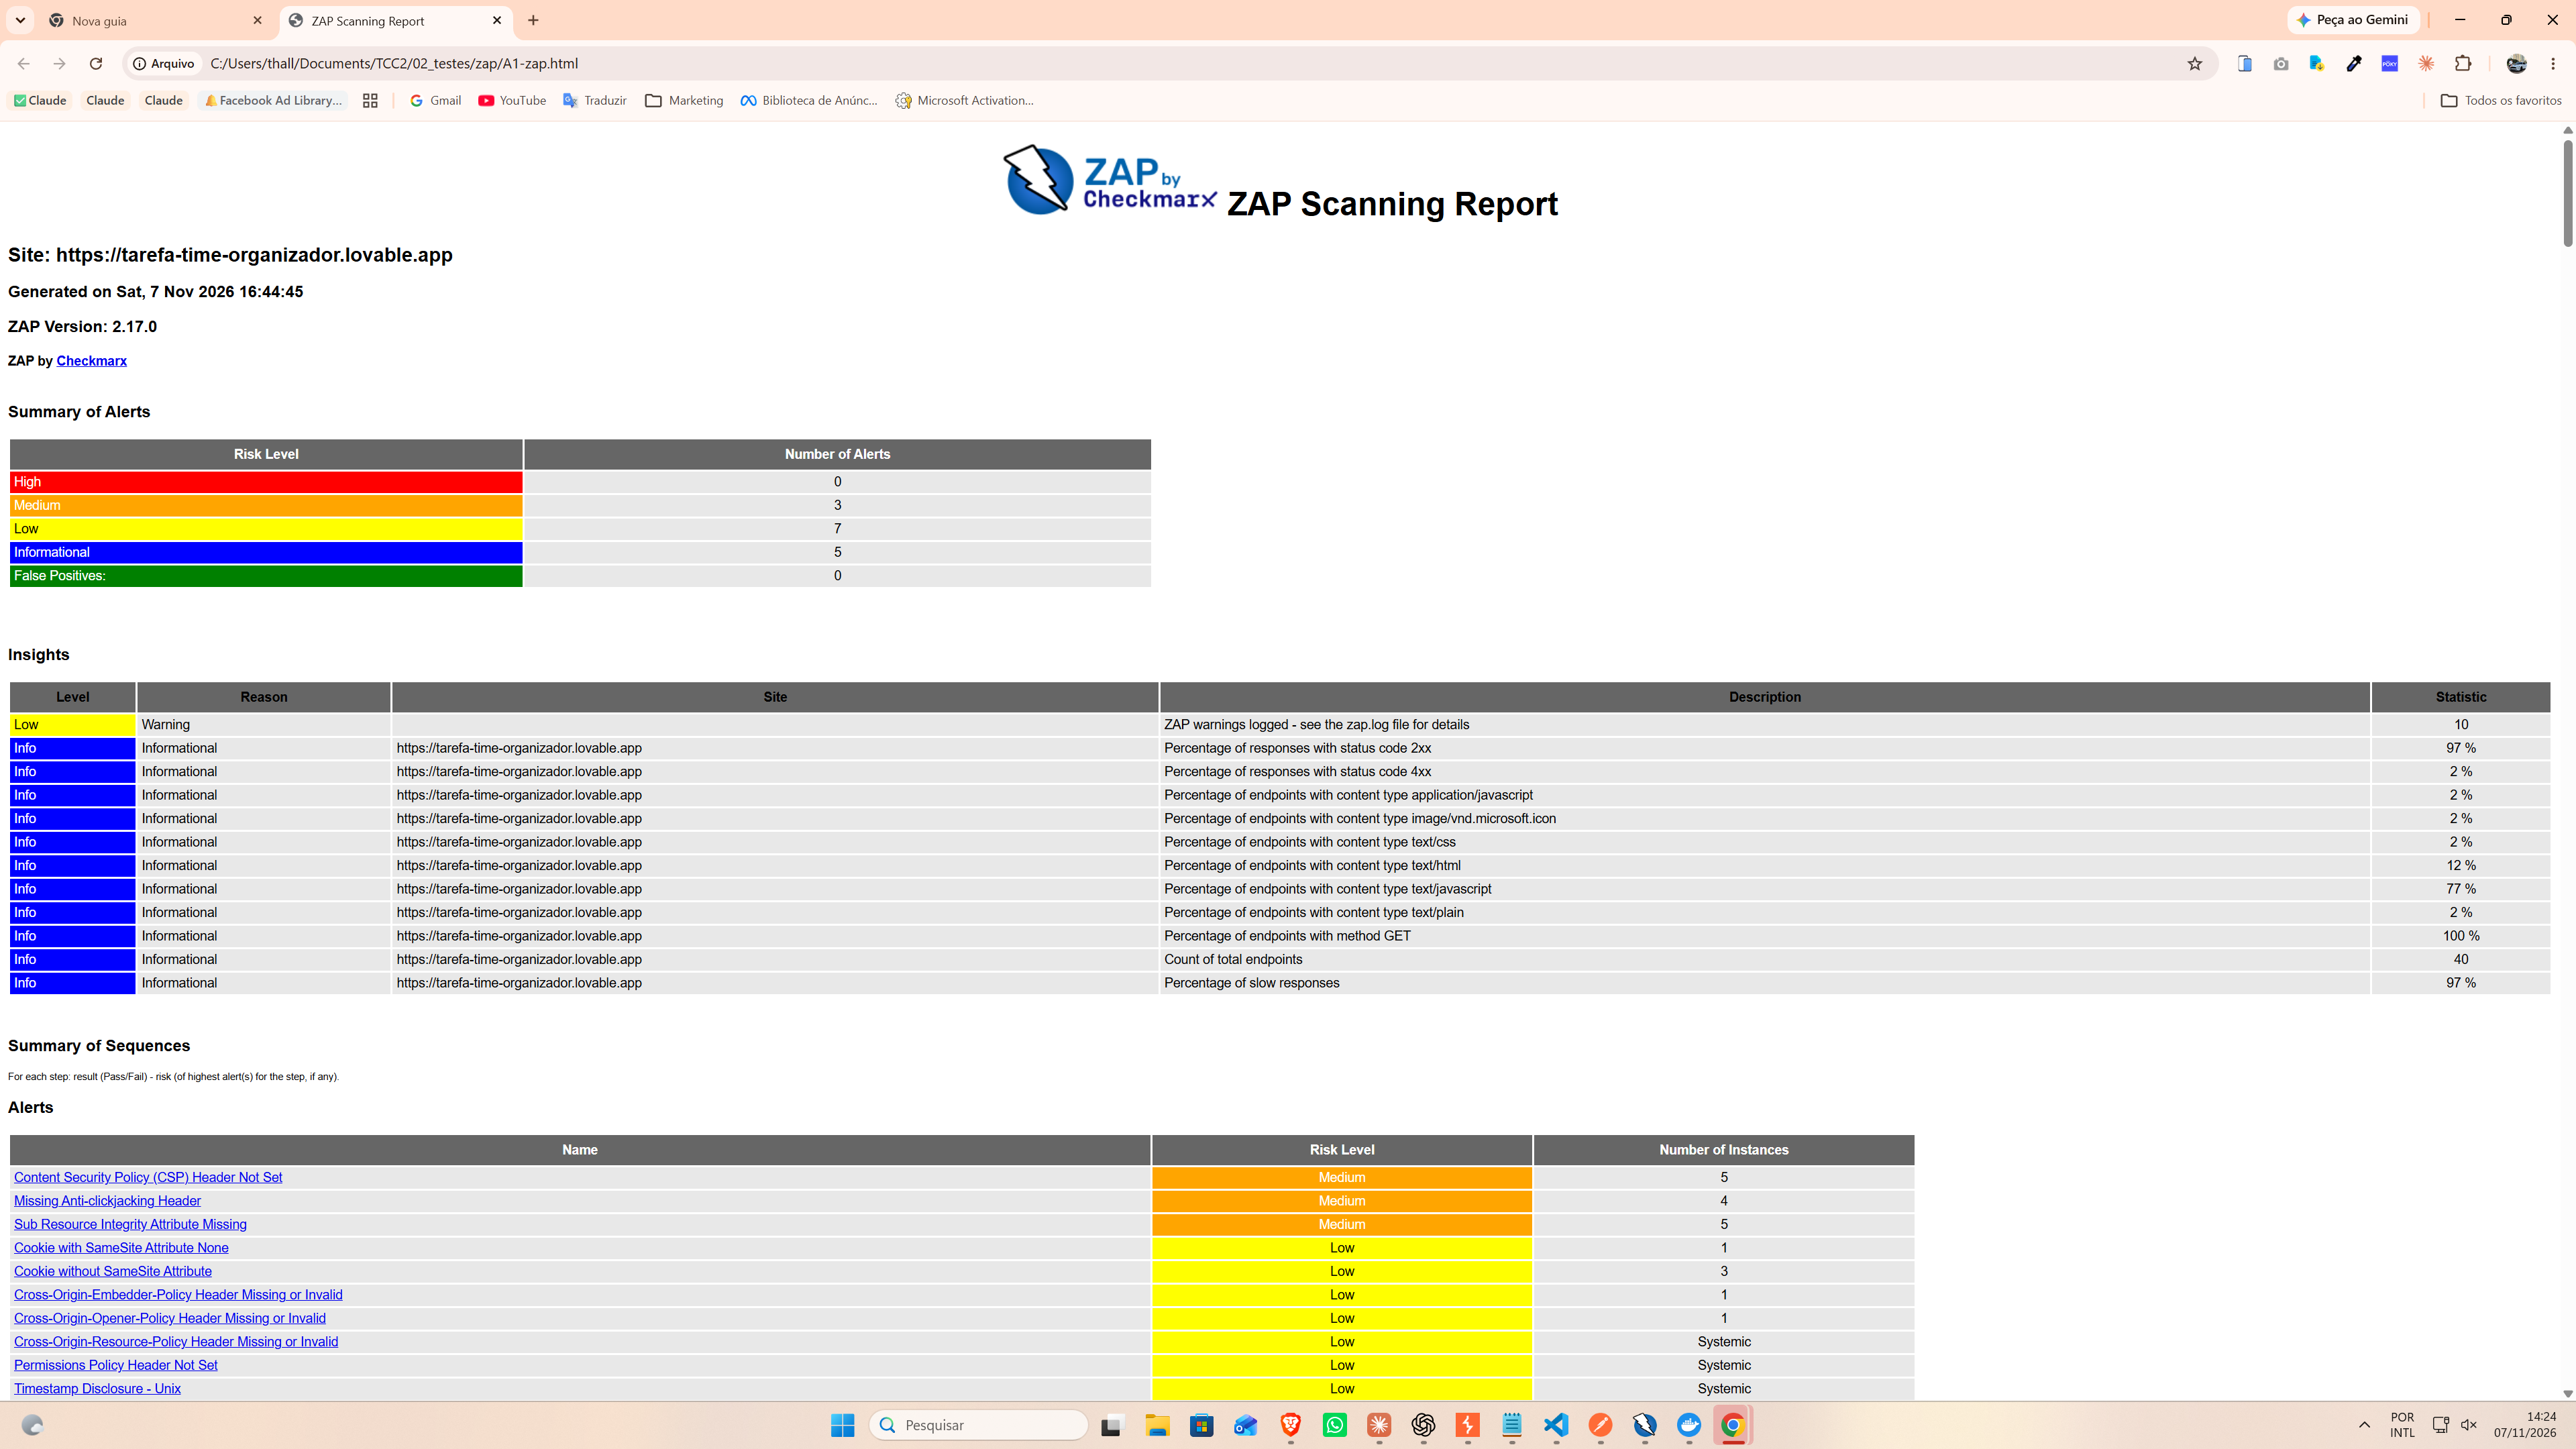 Nova guia
ZAP Scanning Report
Peça ao Gemini
Arquivo C:/Users/thall/Documents/TCC2/02_testes/zap/A1-zap.html
Claude Claude Claude Facebook Ad Library... Gmail YouTube Traduzir Marketing Biblioteca de Anúnc... Microsoft Activation... Todos os favoritos
ZAP by Checkmarx ZAP Scanning Report
Site: https://tarefa-time-organizador.lovable.app
Generated on Sat, 7 Nov 2026 16:44:45
ZAP Version: 2.17.0
ZAP by Checkmarx
Summary of Alerts
Risk Level Number of Alerts
High 0
Medium 3
Low 7
Informational 5
False Positives: 0
Insights
Level Reason Site Description Statistic
Low Warning ZAP warnings logged - see the zap.log file for details 10
Info Informational https://tarefa-time-organizador.lovable.app Percentage of responses with status code 2xx 97 %
Info Informational https://tarefa-time-organizador.lovable.app Percentage of responses with status code 4xx 2 %
Info Informational https://tarefa-time-organizador.lovable.app Percentage of endpoints with content type application/javascript 2 %
Info Informational https://tarefa-time-organizador.lovable.app Percentage of endpoints with content type image/vnd.microsoft.icon 2 %
Info Informational https://tarefa-time-organizador.lovable.app Percentage of endpoints with content type text/css 2 %
Info Informational https://tarefa-time-organizador.lovable.app Percentage of endpoints with content type text/html 12 %
Info Informational https://tarefa-time-organizador.lovable.app Percentage of endpoints with content type text/javascript 77 %
Info Informational https://tarefa-time-organizador.lovable.app Percentage of endpoints with content type text/plain 2 %
Info Informational https://tarefa-time-organizador.lovable.app Percentage of endpoints with method GET 100 %
Info Informational https://tarefa-time-organizador.lovable.app Count of total endpoints 40
Info Informational https://tarefa-time-organizador.lovable.app Percentage of slow responses 97 %
Summary of Sequences
For each step: result (Pass/Fail) - risk (of highest alert(s) for the step, if any).
Alerts
Name Risk Level Number of Instances
Content Security Policy (CSP) Header Not Set Medium 5
Missing Anti-clickjacking Header Medium 4
Sub Resource Integrity Attribute Missing Medium 5
Cookie with SameSite Attribute None Low 1
Cookie without SameSite Attribute Low 3
Cross-Origin-Embedder-Policy Header Missing or Invalid Low 1
Cross-Origin-Opener-Policy Header Missing or Invalid Low 1
Cross-Origin-Resource-Policy Header Missing or Invalid Low Systemic
Permissions Policy Header Not Set Low Systemic
Timestamp Disclosure - Unix Low Systemic
Pesquisar
POR
INTL
14:24
07/11/2026